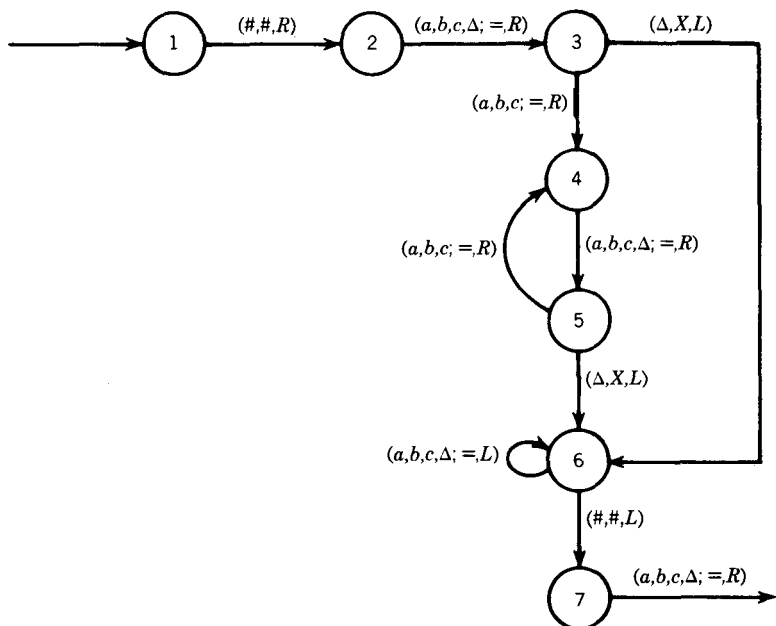 1 (#,#,R) 2 (a,b,c,Δ; =,R) 3 (Δ,X,L)
(a,b,c; =,R)
4
(a,b,c; =,R) (a,b,c,Δ; =,R)
5
(Δ,X,L)
(a,b,c,Δ; =,L) 6
(#,#,L)
7 (a,b,c,Δ; =,R)